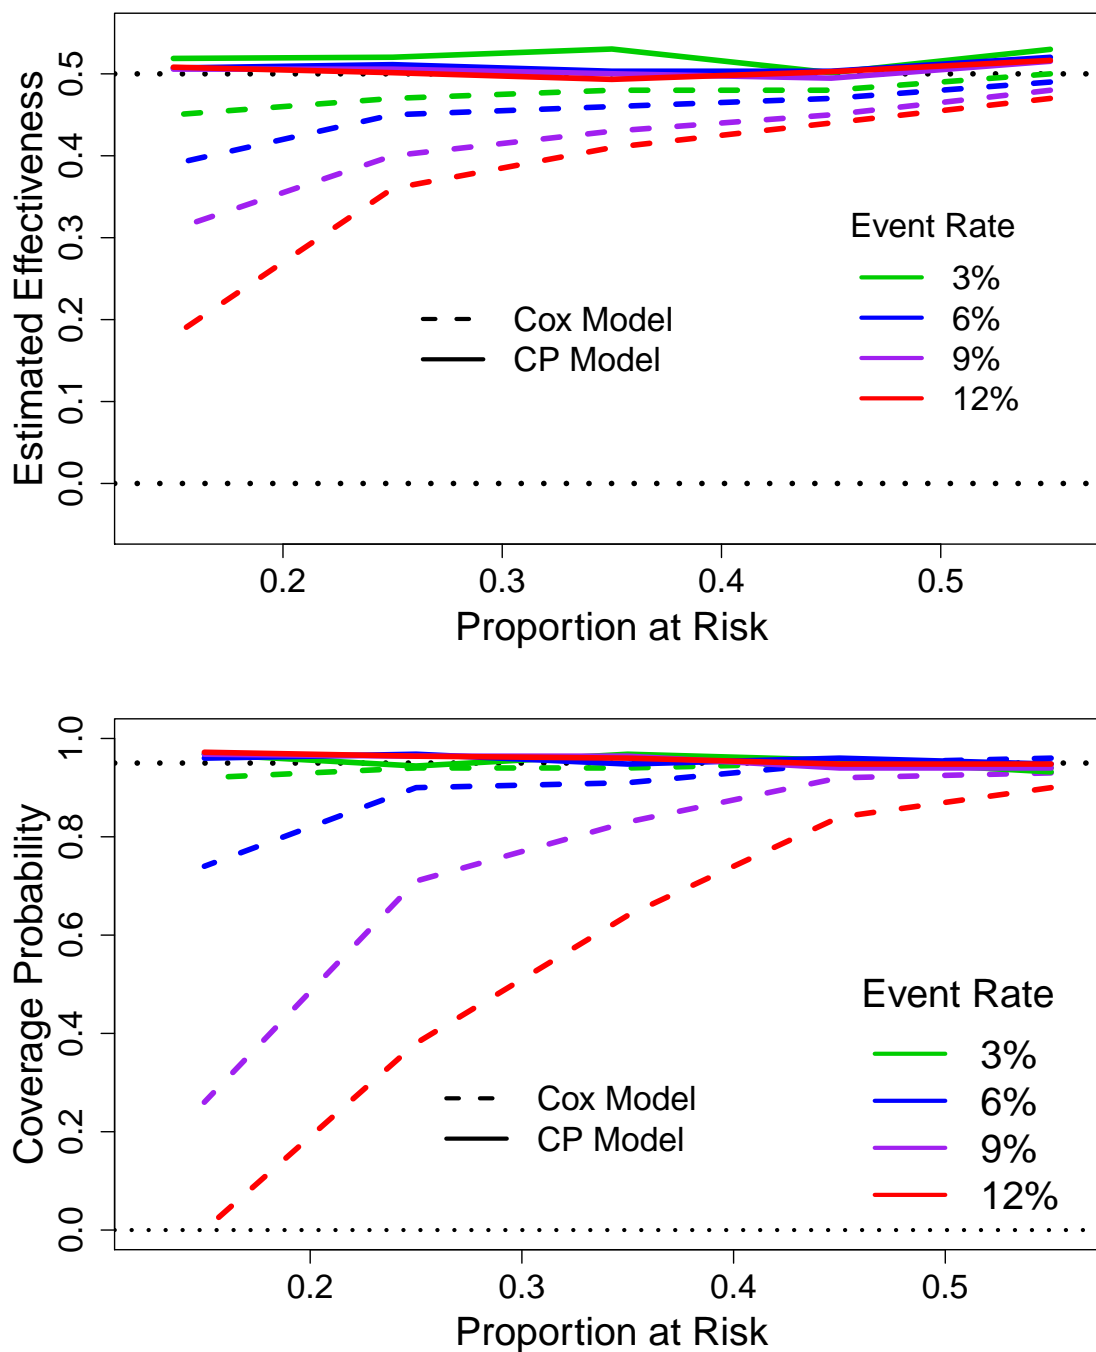 Estimated Effectiveness
0.5
0.4
0.3
0.2
0.1
0.0
Event Rate
3%
6%
9%
12%
Cox Model
CP Model
0.2 0.3 0.4 0.5
Proportion at Risk
Coverage Probability
1.0
0.8
0.6
0.4
0.2
0.0
Event Rate
3%
6%
9%
12%
Cox Model
CP Model
0.2 0.3 0.4 0.5
Proportion at Risk